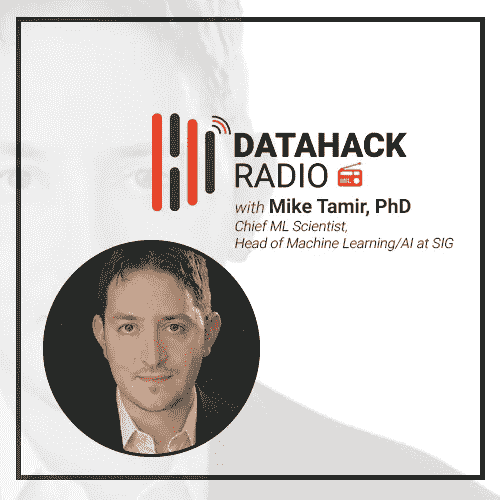 DATAHACK
RADIO
with Mike Tamir, PhD
Chief ML Scientist,
Head of Machine Learning/AI at SIG